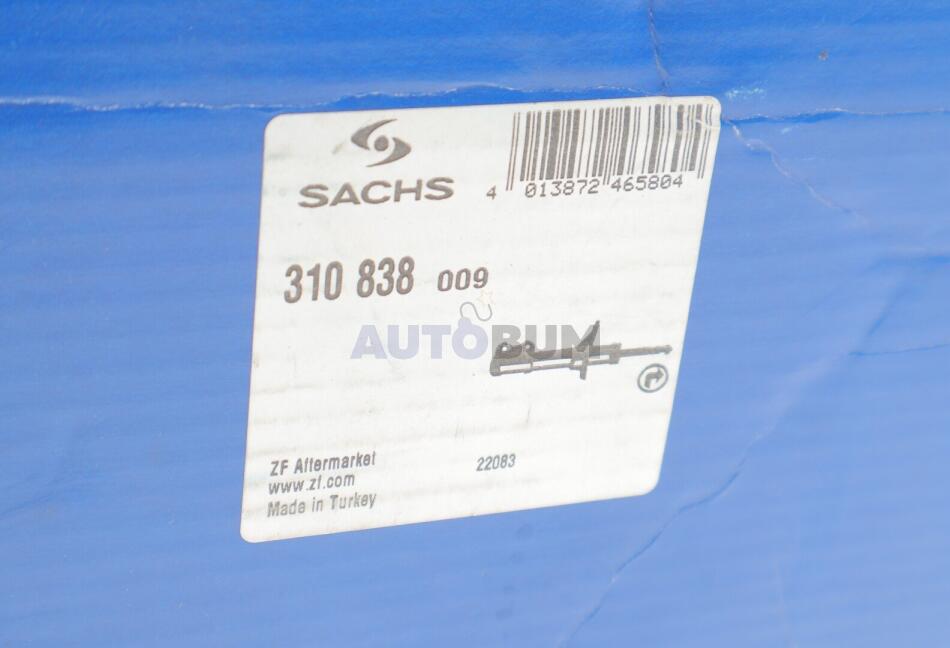 SACHS
4 013872 465804
310 838 009
AUTOBUM
ZF Aftermarket
www.zf.com
Made in Turkey
22083